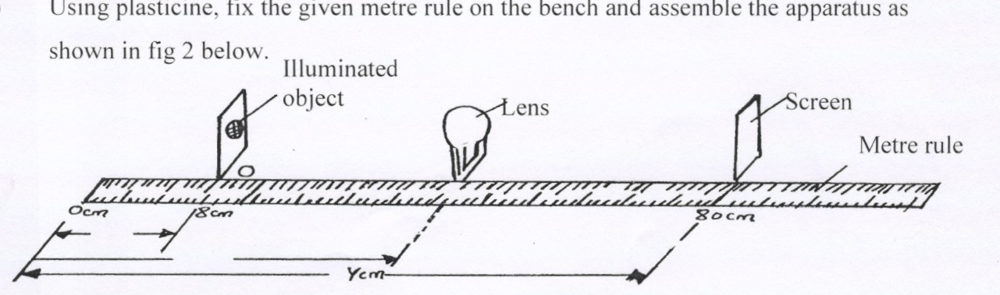 Using plasticine, fix the given metre rule on the bench and assemble the apparatus as
shown in fig 2 below.
Illuminated
object
Lens
Screen
Metre rule
O
0cm
18cm
80cm
Ycm